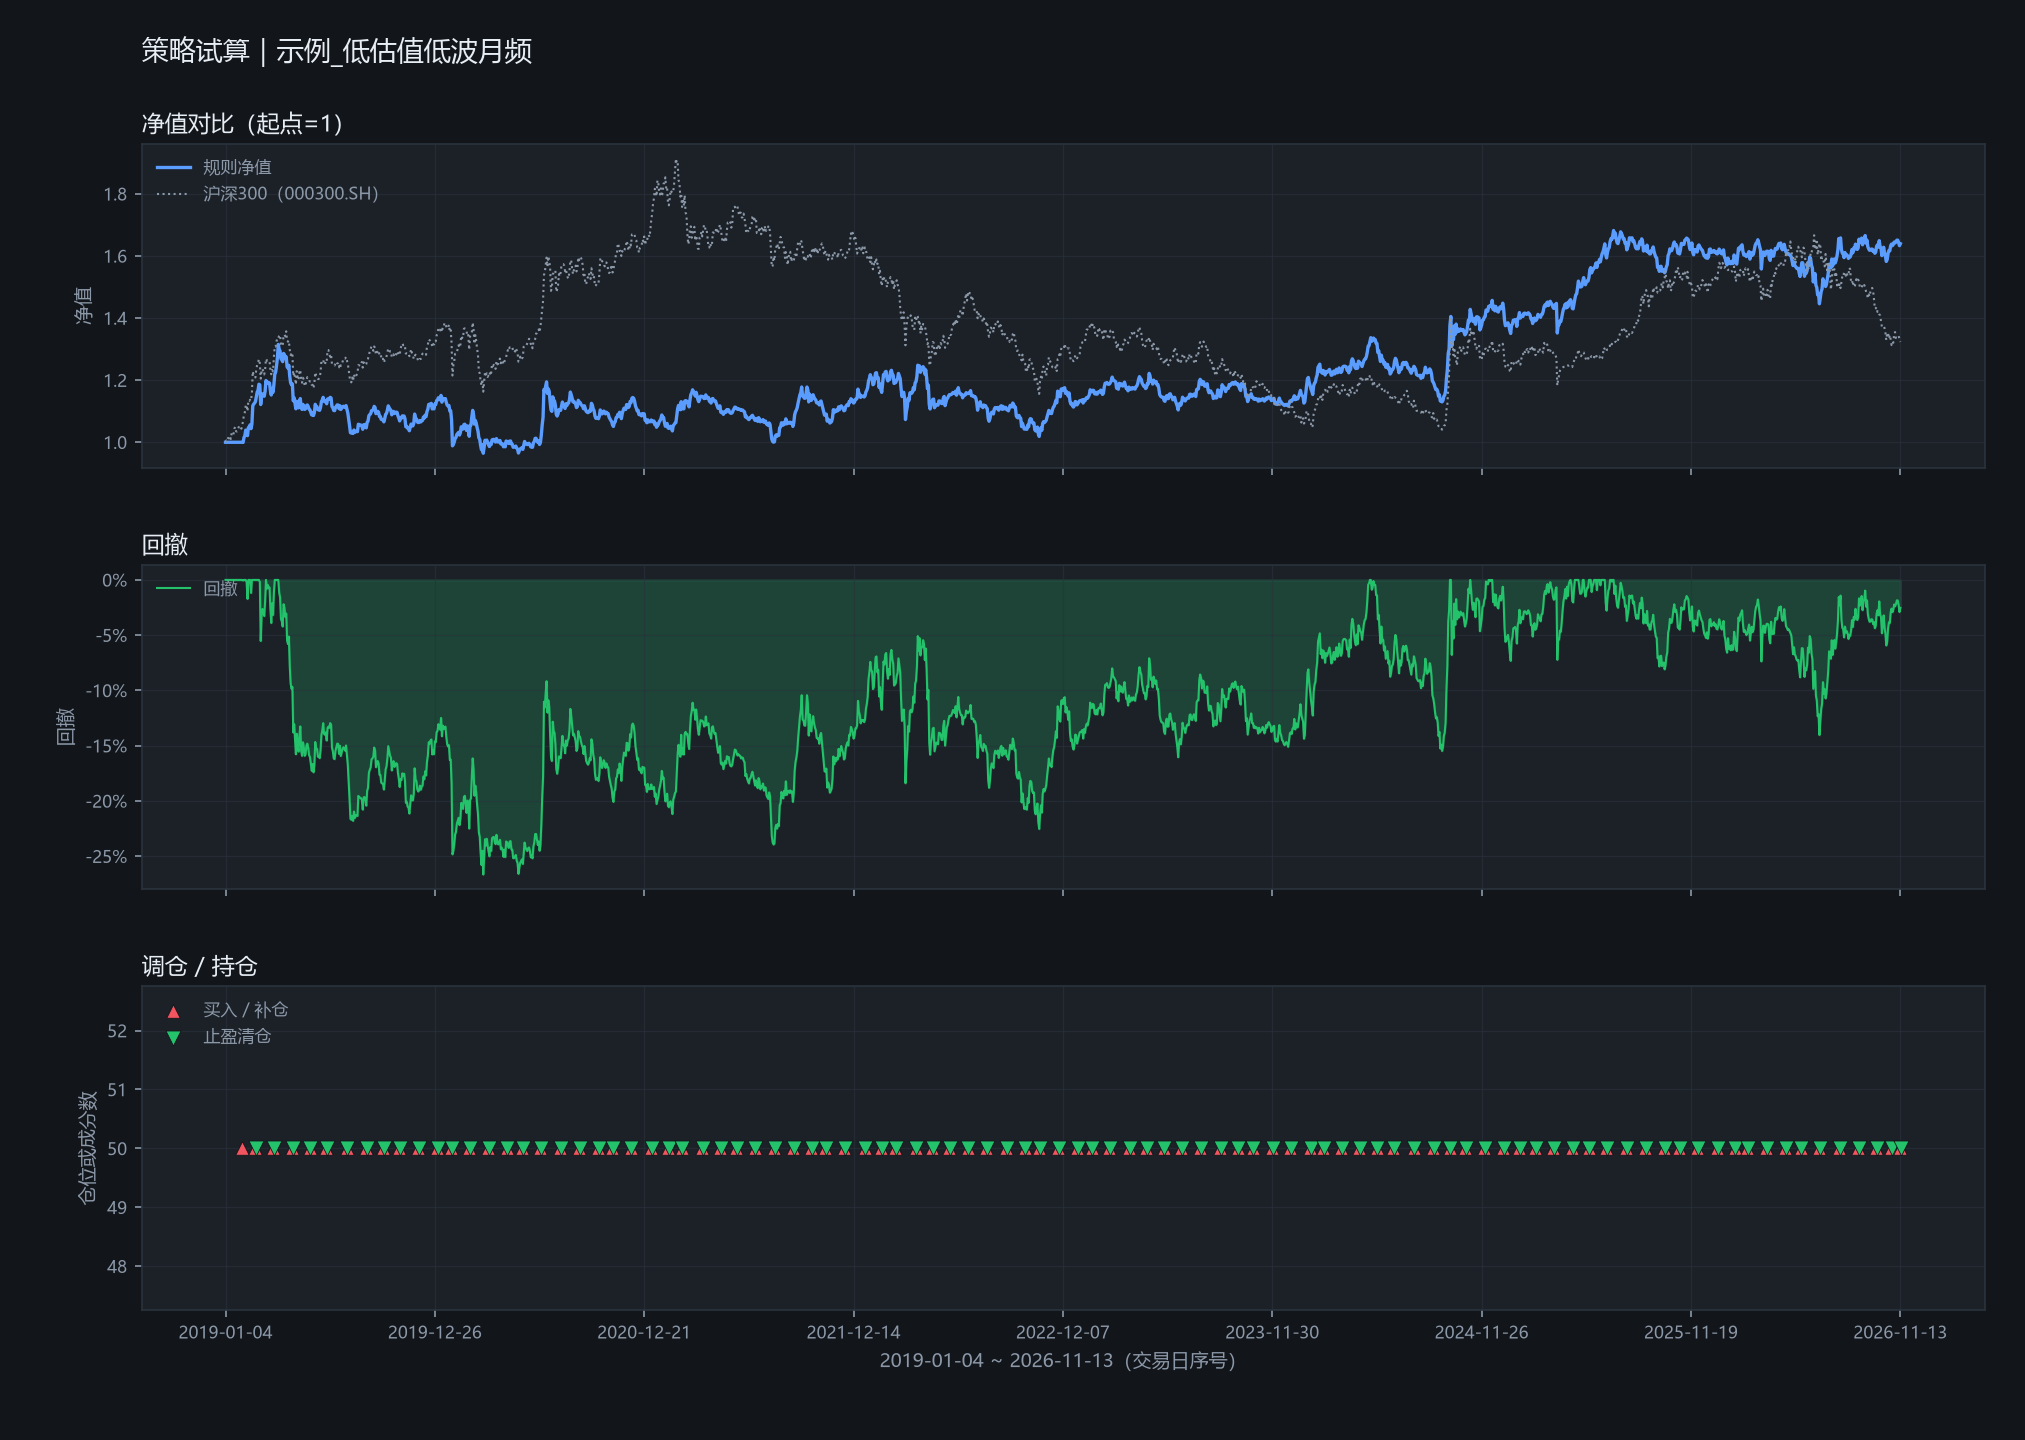 策略试算 | 示例_低估值低波月频
净值对比（起点=1）
规则净值
沪深300（000300.SH）
净值
1.8
1.6
1.4
1.2
1.0
回撤
回撤
回撤
0%
-5%
-10%
-15%
-20%
-25%
调仓 / 持仓
买入 / 补仓
止盈清仓
仓位或成分数
52
51
50
49
48
2019-01-04 2019-12-26 2020-12-21 2021-12-14 2022-12-07 2023-11-30 2024-11-26 2025-11-19 2026-11-13
2019-01-04 ~ 2026-11-13（交易日序号）